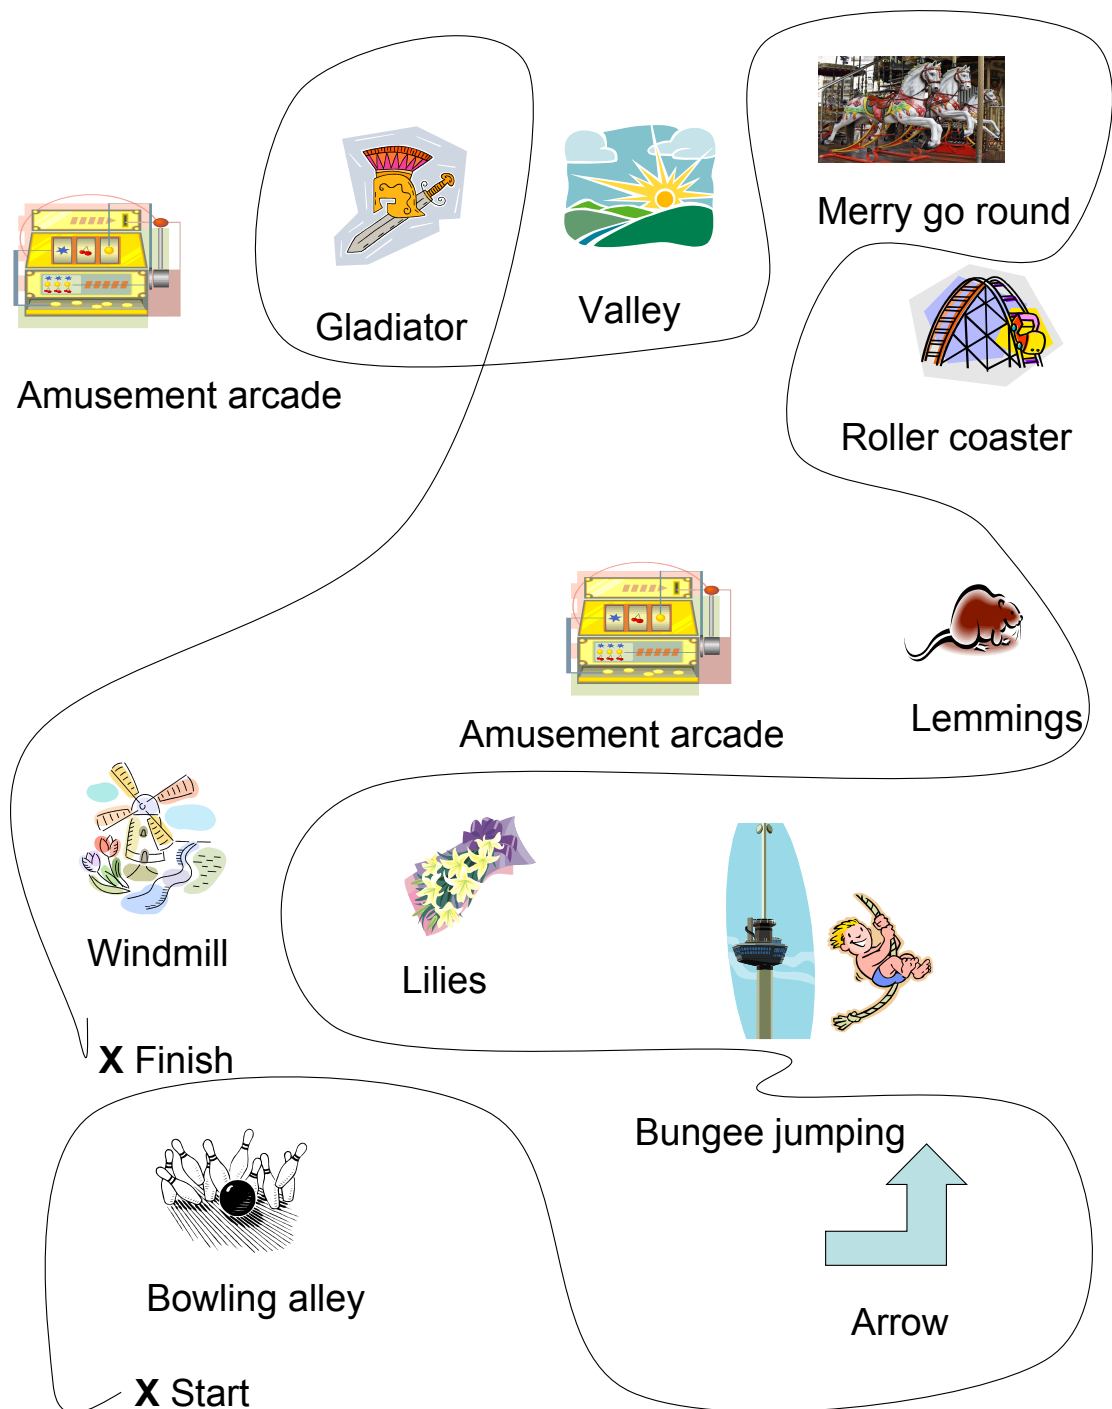 Merry go round
Valley
Gladiator
Amusement arcade
Roller coaster
Lemmings
Amusement arcade
Windmill
Lilies
X Finish
Bungee jumping
Bowling alley
Arrow
X Start